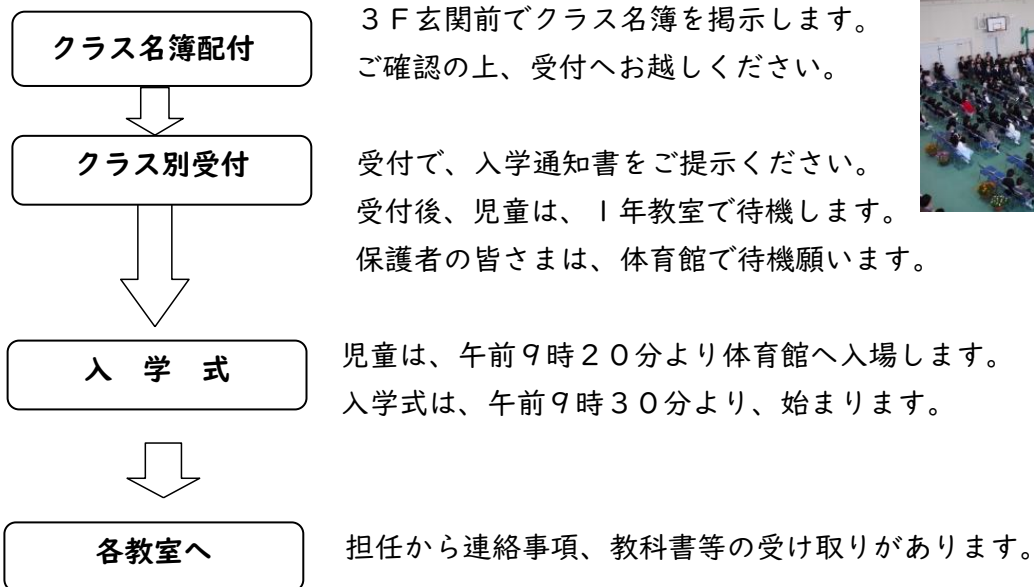 クラス名簿配付
３Ｆ玄関前でクラス名簿を掲示します。
ご確認の上、受付へお越しください。
クラス別受付
受付で、入学通知書をご提示ください。
受付後、児童は、１年教室で待機します。
保護者の皆さまは、体育館で待機願います。
入　学　式
児童は、午前９時２０分より体育館へ入場します。
入学式は、午前９時３０分より、始まります。
各教室へ
担任から連絡事項、教科書等の受け取りがあります。